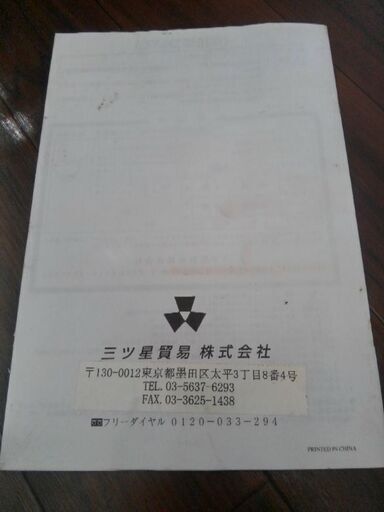 三ツ星貿易 株式会社
〒130-0012東京都墨田区太平3丁目8番4号
TEL. 03-5637-6293
FAX. 03-3625-1438
フリーダイヤル 0120-033-294
PRINTED IN CHINA